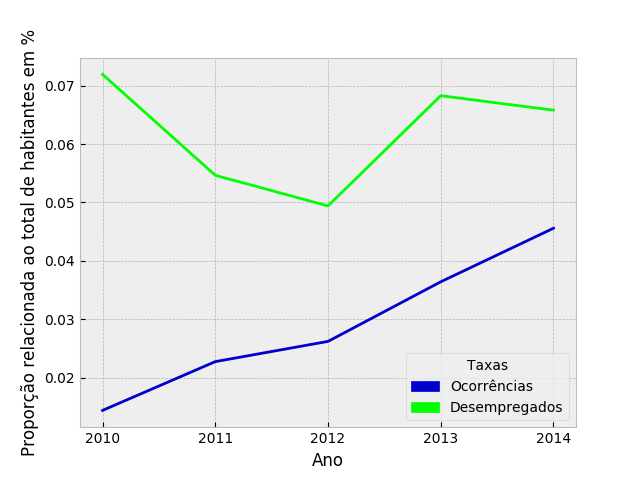 Proporção relacionada ao total de habitantes em %
0.07
0.06
0.05
0.04
0.03
0.02
2010 2011 2012 2013 2014
Ano
Taxas
Ocorrências
Desempregados